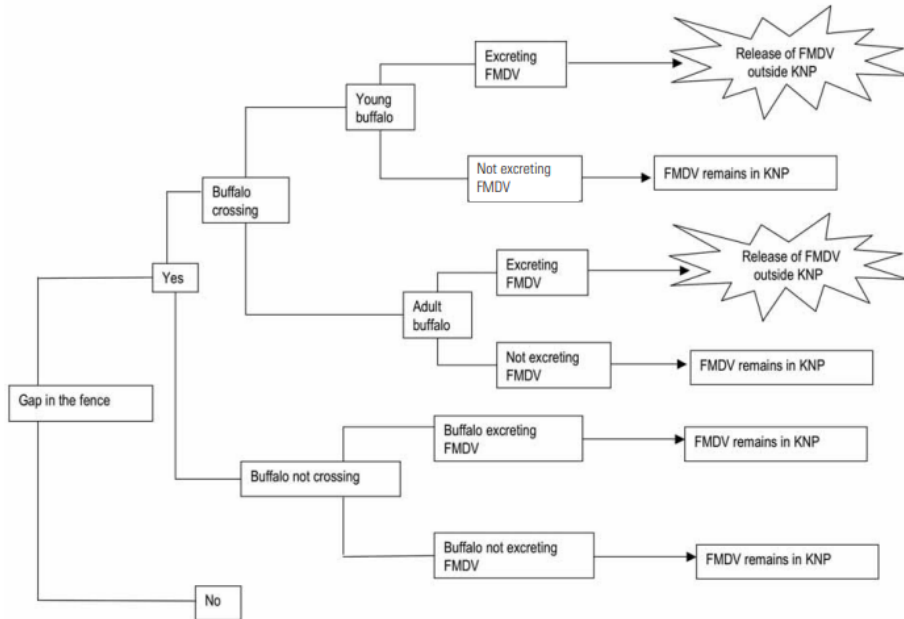 Excreting
FMDV
Release of FMDV
outside KNP
Young
buffalo
Not excreting
FMDV
FMDV remains in KNP
Buffalo
crossing
Yes
Excreting
FMDV
Release of FMDV
outside KNP
Adult
buffalo
Not excreting
FMDV
FMDV remains in KNP
Gap in the fence
Buffalo excreting
FMDV
FMDV remains in KNP
Buffalo not crossing
Buffalo not excreting
FMDV
FMDV remains in KNP
No